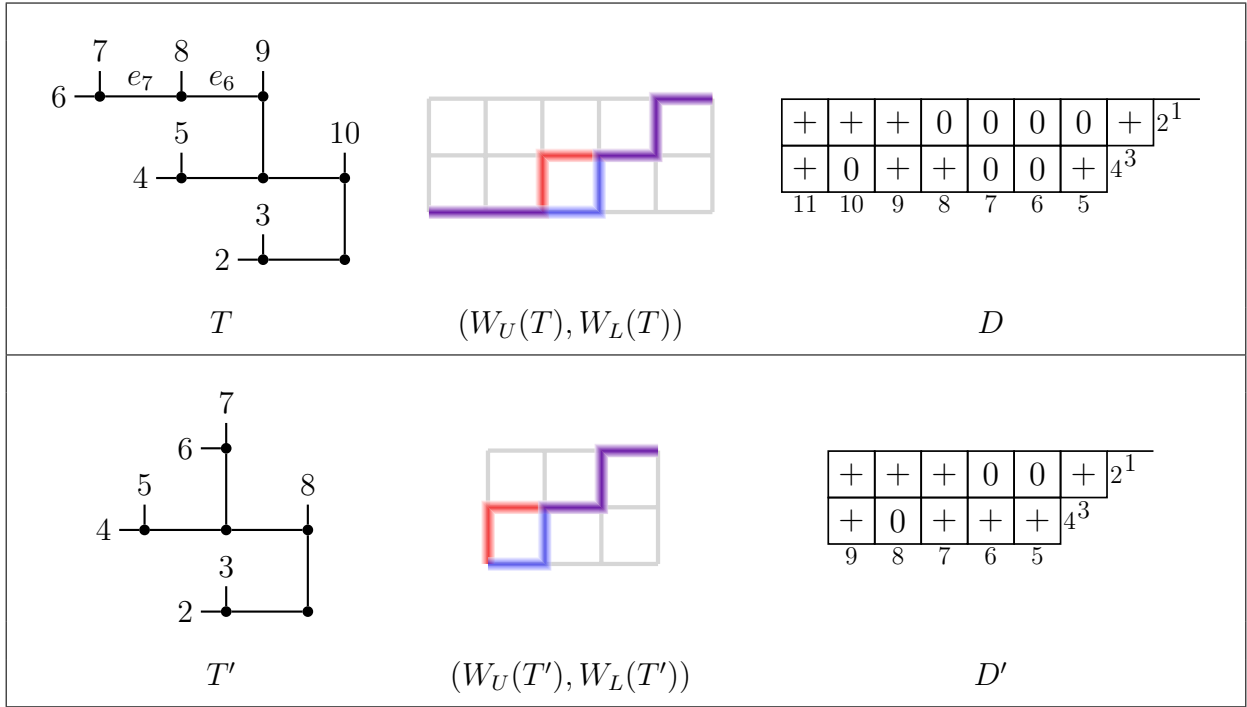 7 8 9
6 e₇ e₆
5 10
4
3
2
+ + + 0 0 0 0 + 2 1
+ 0 + + 0 0 + 4 3
11 10 9 8 7 6 5
T (W_U(T), W_L(T)) D
7
6
5 8
4
3
2
+ + + 0 0 + 2 1
+ 0 + + + 4 3
9 8 7 6 5
T′ (W_U(T′), W_L(T′)) D′